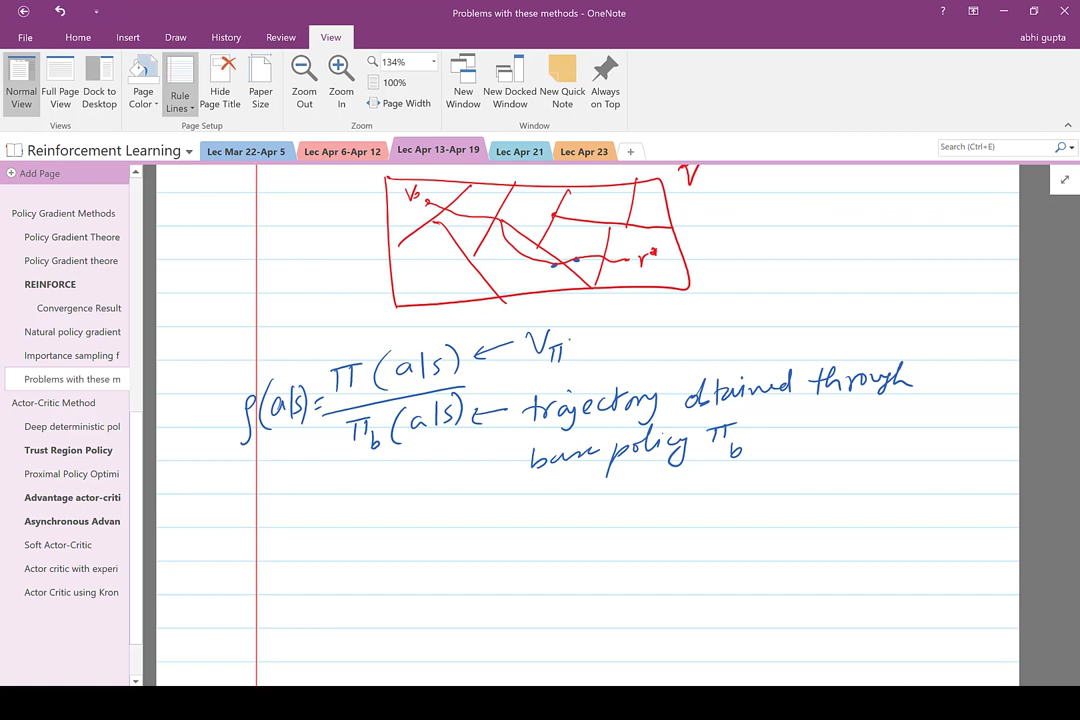 Problems with these methods - OneNote
File Home Insert Draw History Review View
abhi gupta
Normal View
Full Page View
Dock to Desktop
Views
Page Color
Rule Lines
Hide Page Title
Paper Size
Page Setup
Zoom Out
Zoom In
134%
100%
Page Width
Zoom
New Window
New Docked Window
New Quick Note
Always on Top
Window
Reinforcement Learning
Lec Mar 22-Apr 5
Lec Apr 6-Apr 12
Lec Apr 13-Apr 19
Lec Apr 21
Lec Apr 23
Search (Ctrl+E)
Add Page
Policy Gradient Methods
Policy Gradient Theore
Policy Gradient theore
REINFORCE
Convergence Result
Natural policy gradient
Importance sampling f
Problems with these m
Actor-Critic Method
Deep deterministic pol
Trust Region Policy
Proximal Policy Optimi
Advantage actor-criti
Asynchronous Advan
Soft Actor-Critic
Actor critic with experi
Actor Critic using Kron
r*
ρ(a|s) = π(a|s) / π_b(a|s)
← V_π
← trajectory obtained through
base policy π_b